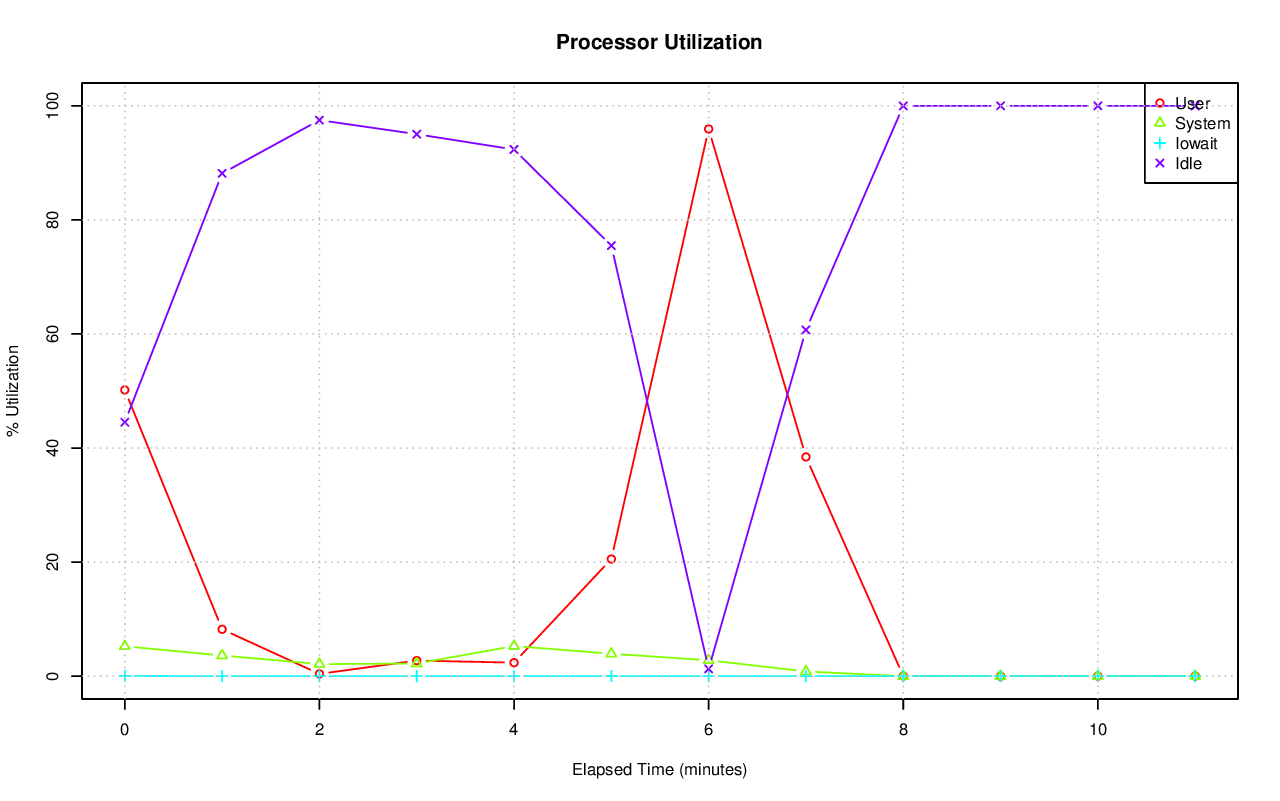 Processor Utilization
100
80
60
40
20
0
% Utilization
User
System
Iowait
Idle
0 2 4 6 8 10
Elapsed Time (minutes)